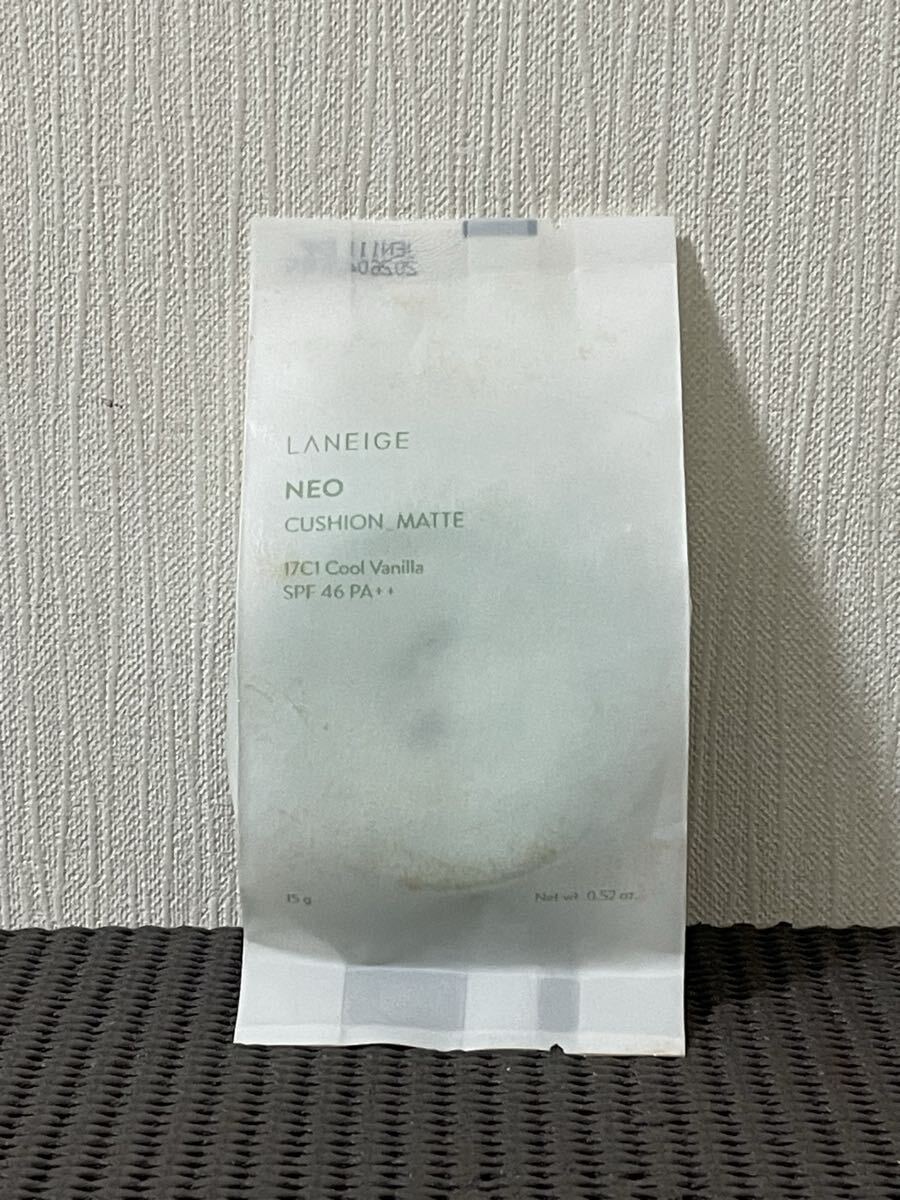 LANEIGE
NEO
CUSHION_MATTE
17C1 Cool Vanilla
SPF 46 PA++
15 g
Net wt. 0.52 oz.